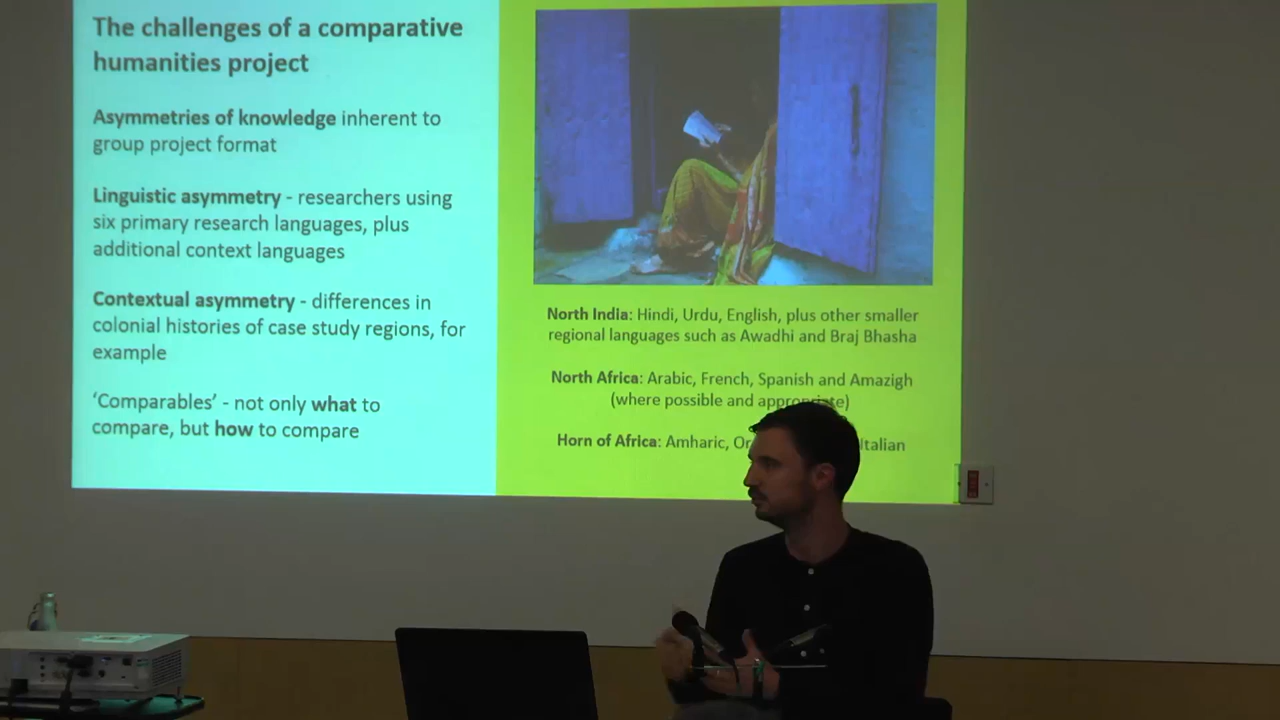 The challenges of a comparative
humanities project
Asymmetries of knowledge inherent to
group project format
Linguistic asymmetry - researchers using
six primary research languages, plus
additional context languages
Contextual asymmetry - differences in
colonial histories of case study regions, for
example
‘Comparables’ - not only what to
compare, but how to compare
North India: Hindi, Urdu, English, plus other smaller
regional languages such as Awadhi and Braj Bhasha
North Africa: Arabic, French, Spanish and Amazigh
(where possible and appropriate)
Horn of Africa: Amharic, Italian